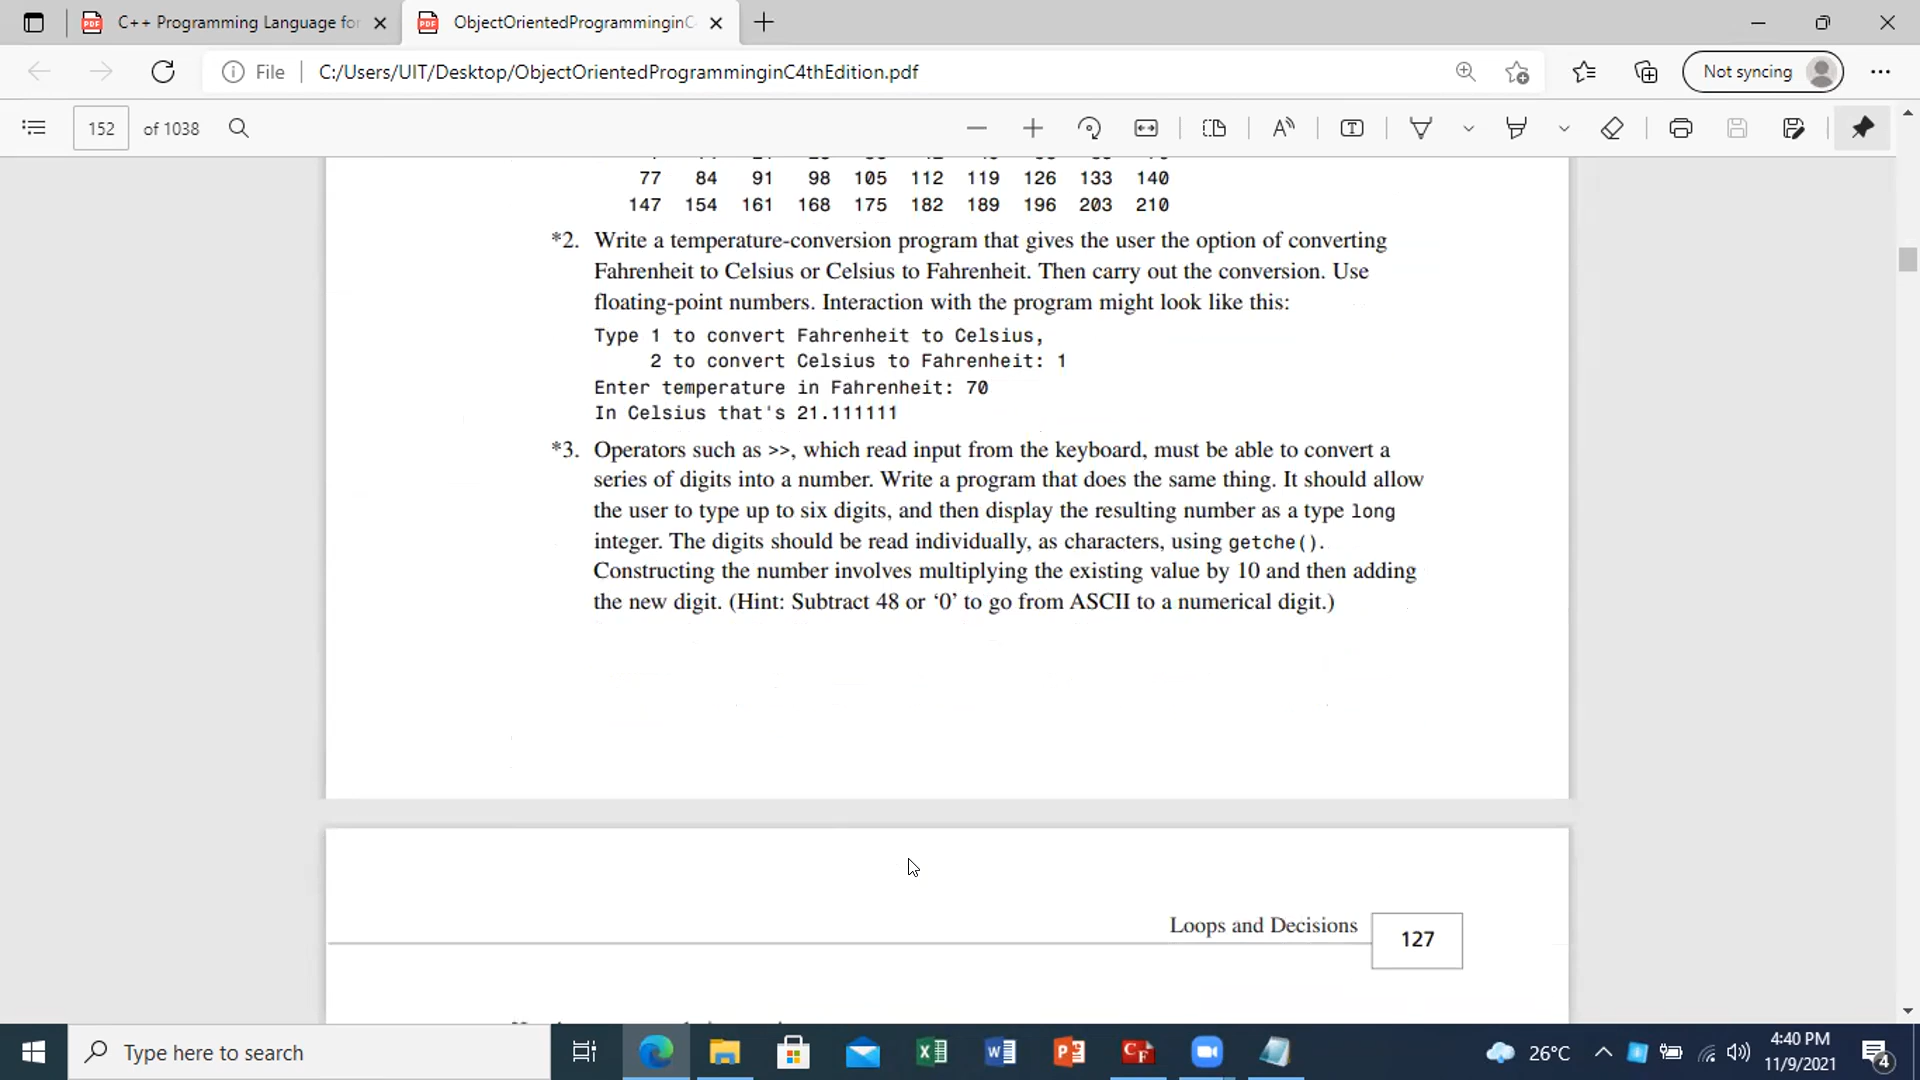 C++ Programming Language for
ObjectOrientedProgramminginC
File
C:/Users/UIT/Desktop/ObjectOrientedProgramminginC4thEdition.pdf
Not syncing
152 of 1038
77 84 91 98 105 112 119 126 133 140
147 154 161 168 175 182 189 196 203 210
*2. Write a temperature-conversion program that gives the user the option of converting
Fahrenheit to Celsius or Celsius to Fahrenheit. Then carry out the conversion. Use
floating-point numbers. Interaction with the program might look like this:
Type 1 to convert Fahrenheit to Celsius,
2 to convert Celsius to Fahrenheit: 1
Enter temperature in Fahrenheit: 70
In Celsius that's 21.111111
*3. Operators such as >>, which read input from the keyboard, must be able to convert a
series of digits into a number. Write a program that does the same thing. It should allow
the user to type up to six digits, and then display the resulting number as a type long
integer. The digits should be read individually, as characters, using getche().
Constructing the number involves multiplying the existing value by 10 and then adding
the new digit. (Hint: Subtract 48 or ‘0’ to go from ASCII to a numerical digit.)
Loops and Decisions
127
Type here to search
26°C
4:40 PM
11/9/2021
4